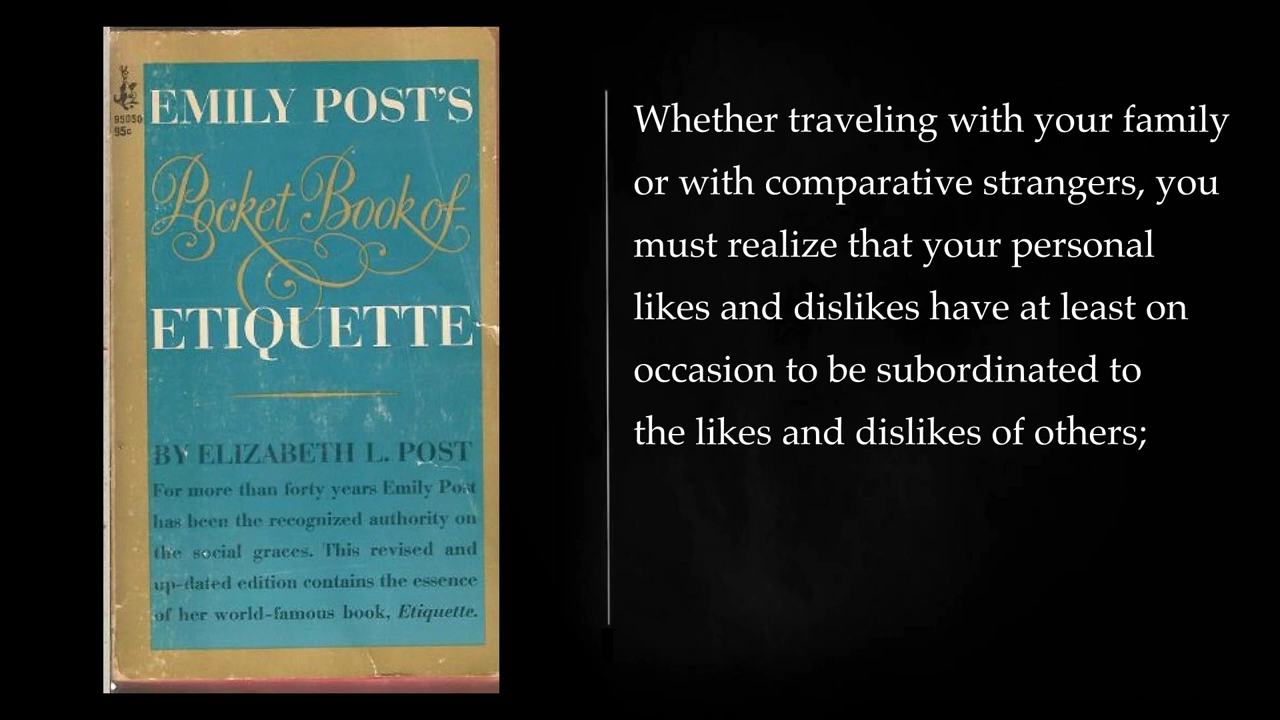 EMILY POST'S
Pocket Book of
ETIQUETTE
95050
95c
BY ELIZABETH L. POST
For more than forty years Emily Post
has been the recognized authority on
the social graces. This revised and
up-dated edition contains the essence
of her world-famous book, Etiquette.
Whether traveling with your family
or with comparative strangers, you
must realize that your personal
likes and dislikes have at least on
occasion to be subordinated to
the likes and dislikes of others;